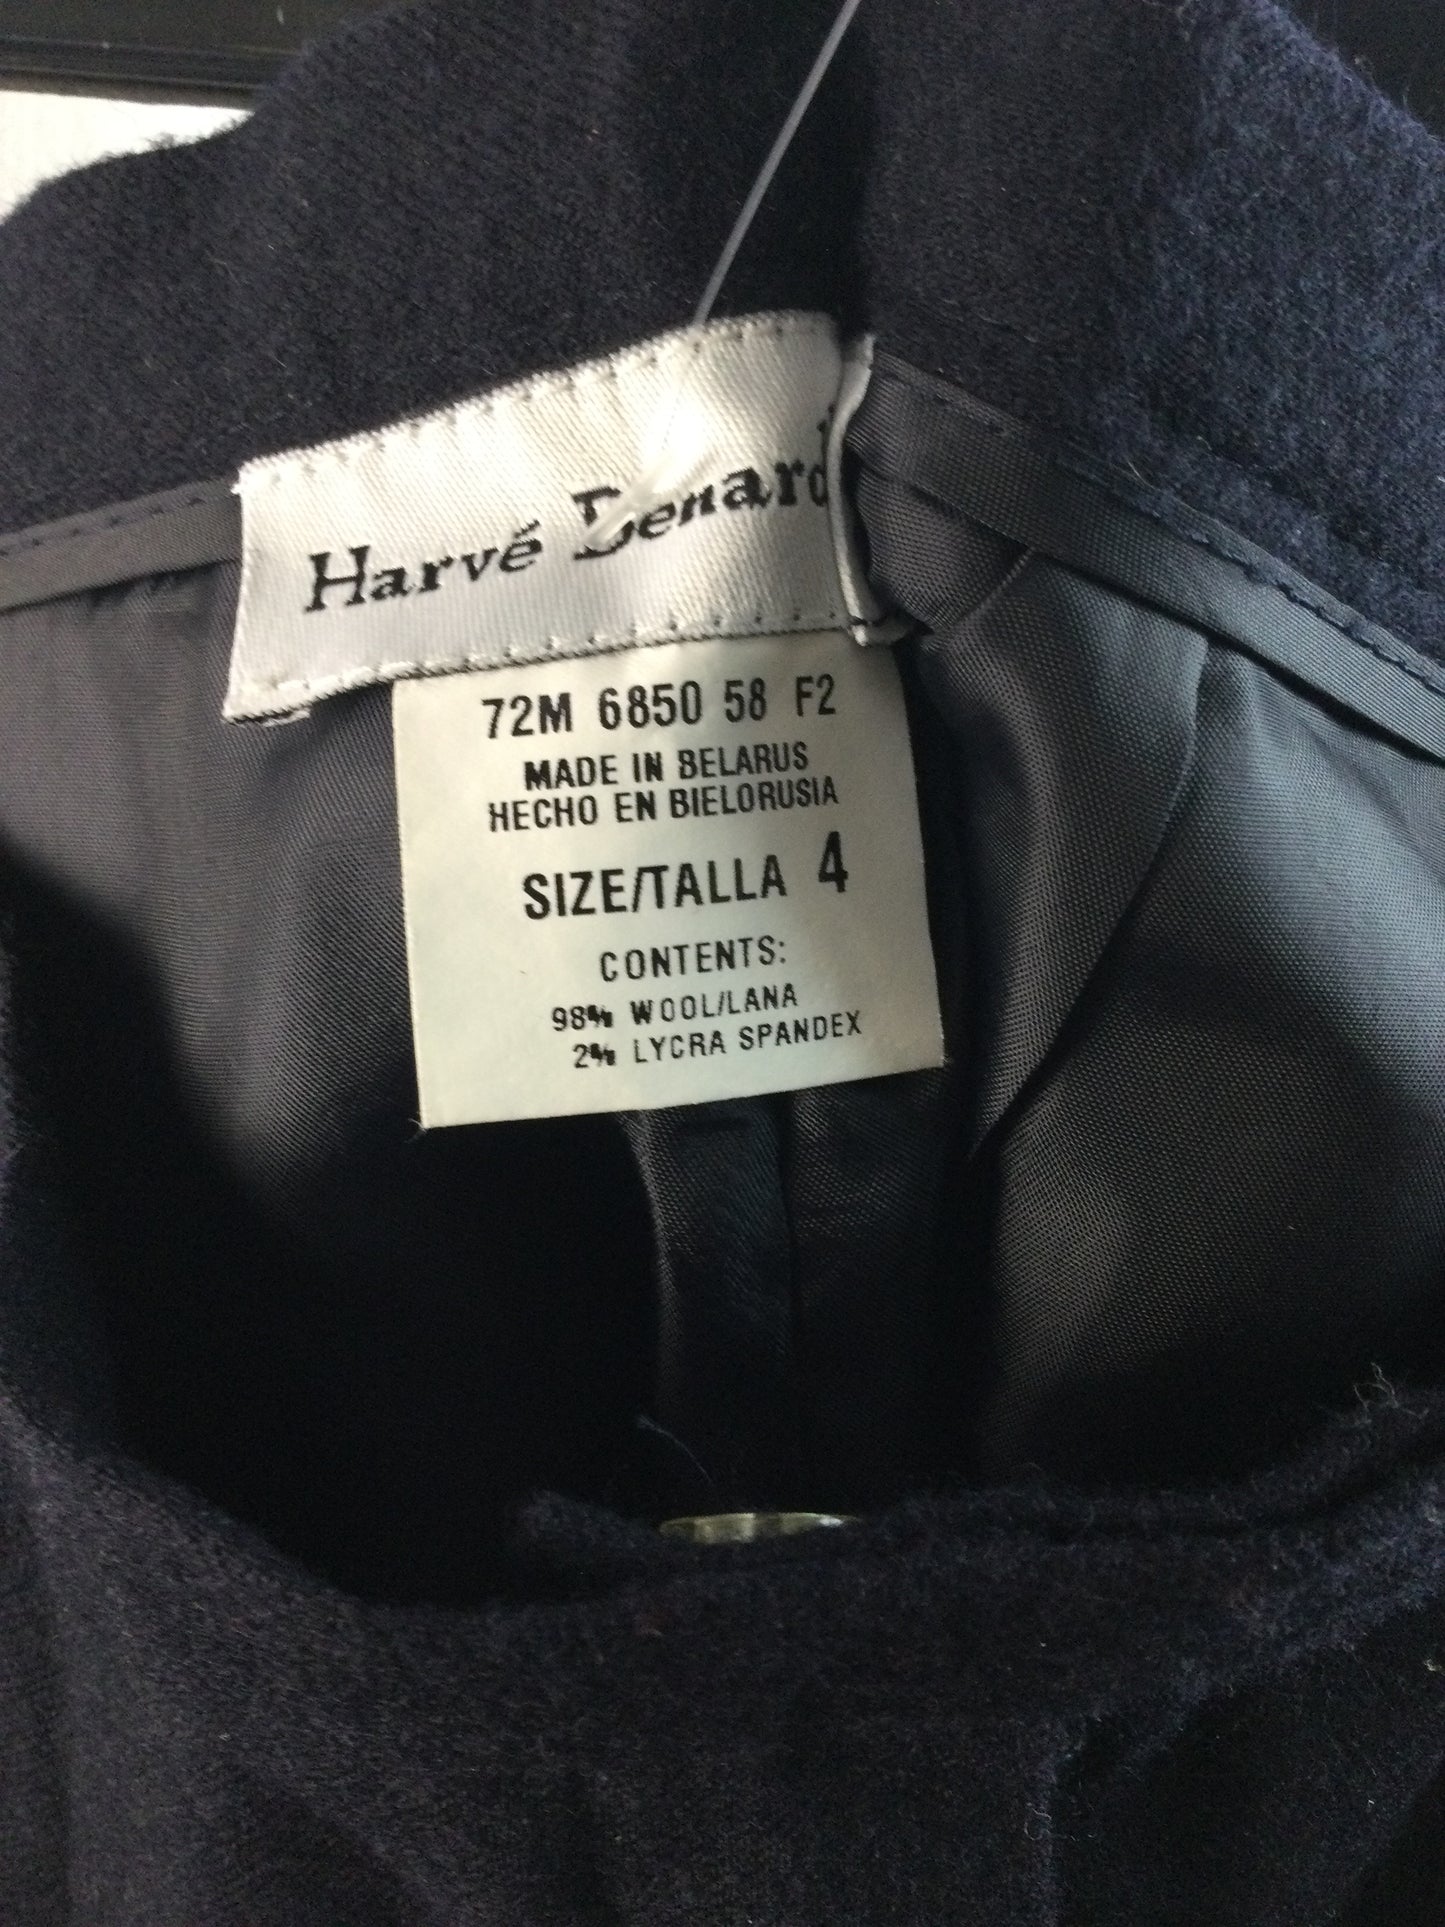 Harvé Benard
72M 6850 58 F2
MADE IN BELARUS
HECHO EN BIELORUSIA
SIZE/TALLA 4
CONTENTS:
98% WOOL/LANA
2% LYCRA SPANDEX